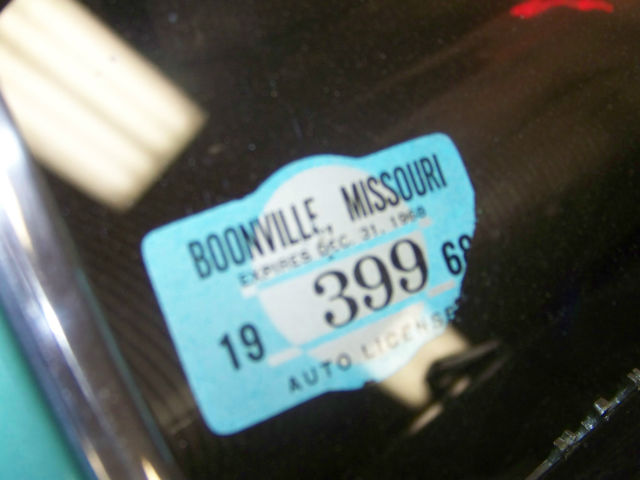 BOONVILLE, MISSOURI
EXPIRES DEC. 31, 1968
19 399 68
AUTO LICENSE